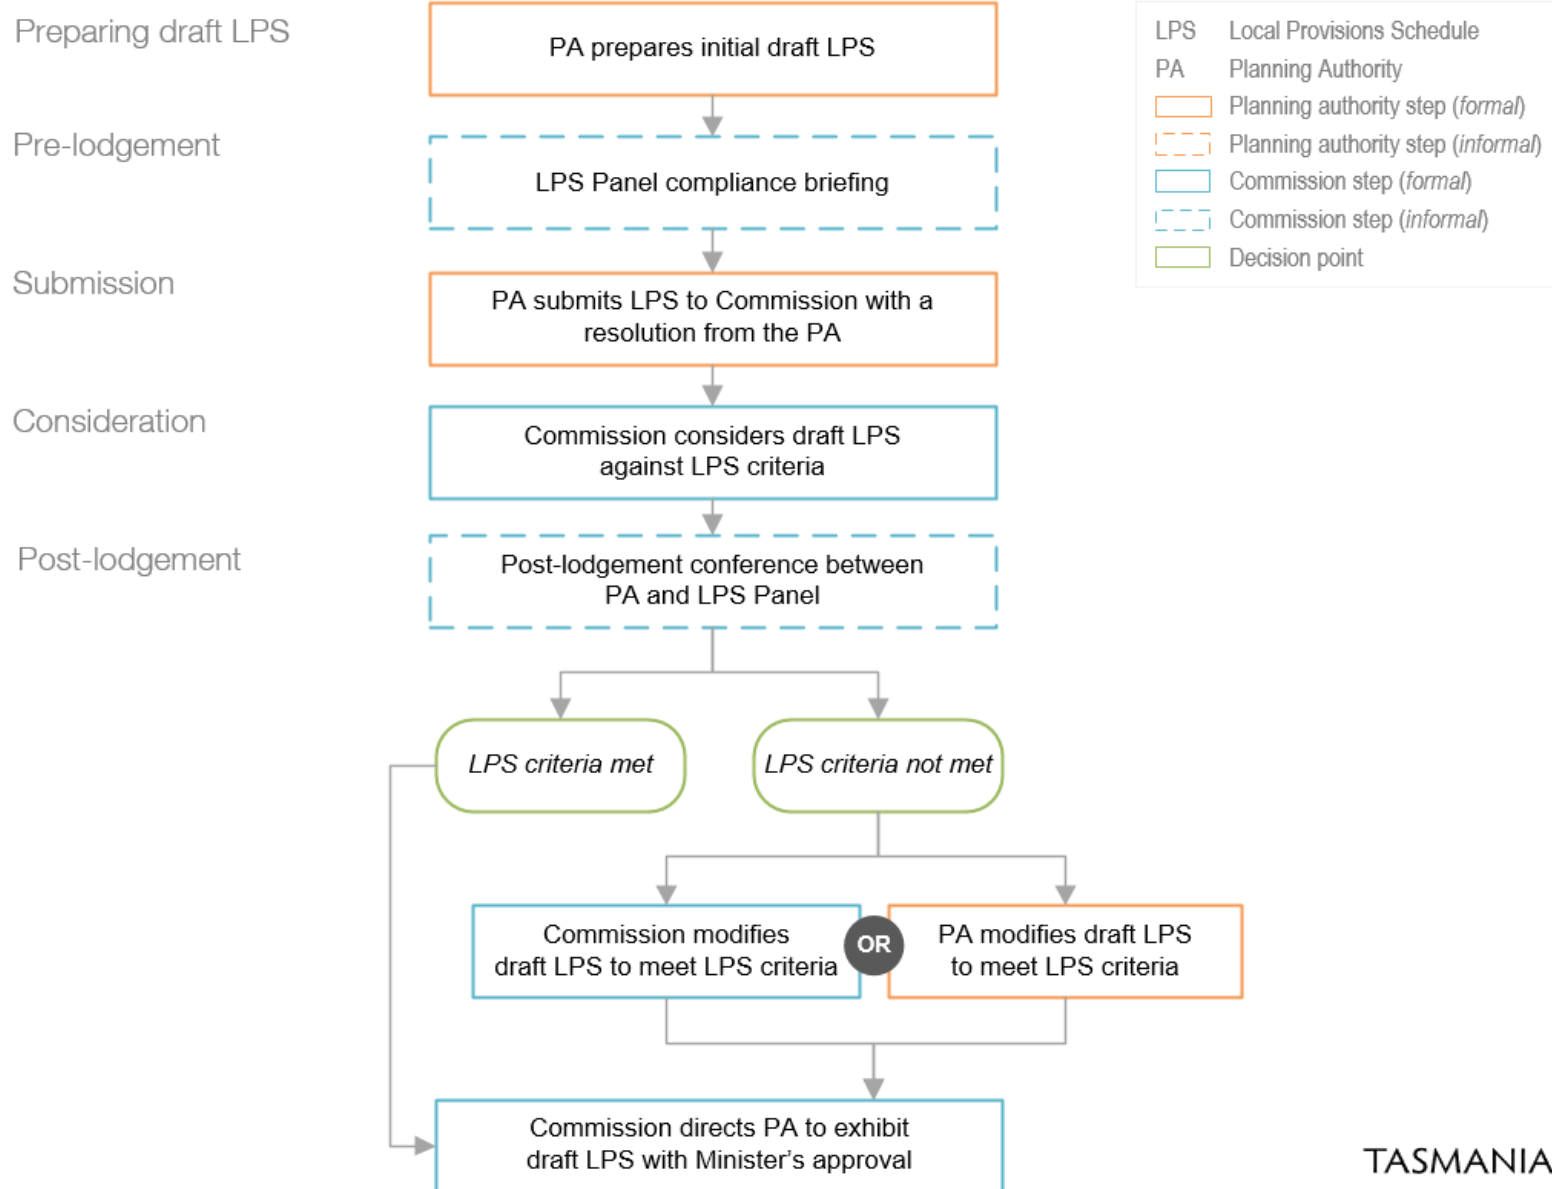 Preparing draft LPS
PA prepares initial draft LPS
LPS Local Provisions Schedule
PA Planning Authority
Planning authority step (formal)
Planning authority step (informal)
Commission step (formal)
Commission step (informal)
Decision point
Pre-lodgement
LPS Panel compliance briefing
Submission
PA submits LPS to Commission with a
resolution from the PA
Consideration
Commission considers draft LPS
against LPS criteria
Post-lodgement
Post-lodgement conference between
PA and LPS Panel
LPS criteria met
LPS criteria not met
Commission modifies
draft LPS to meet LPS criteria
OR
PA modifies draft LPS
to meet LPS criteria
Commission directs PA to exhibit
draft LPS with Minister's approval
TASMANIA